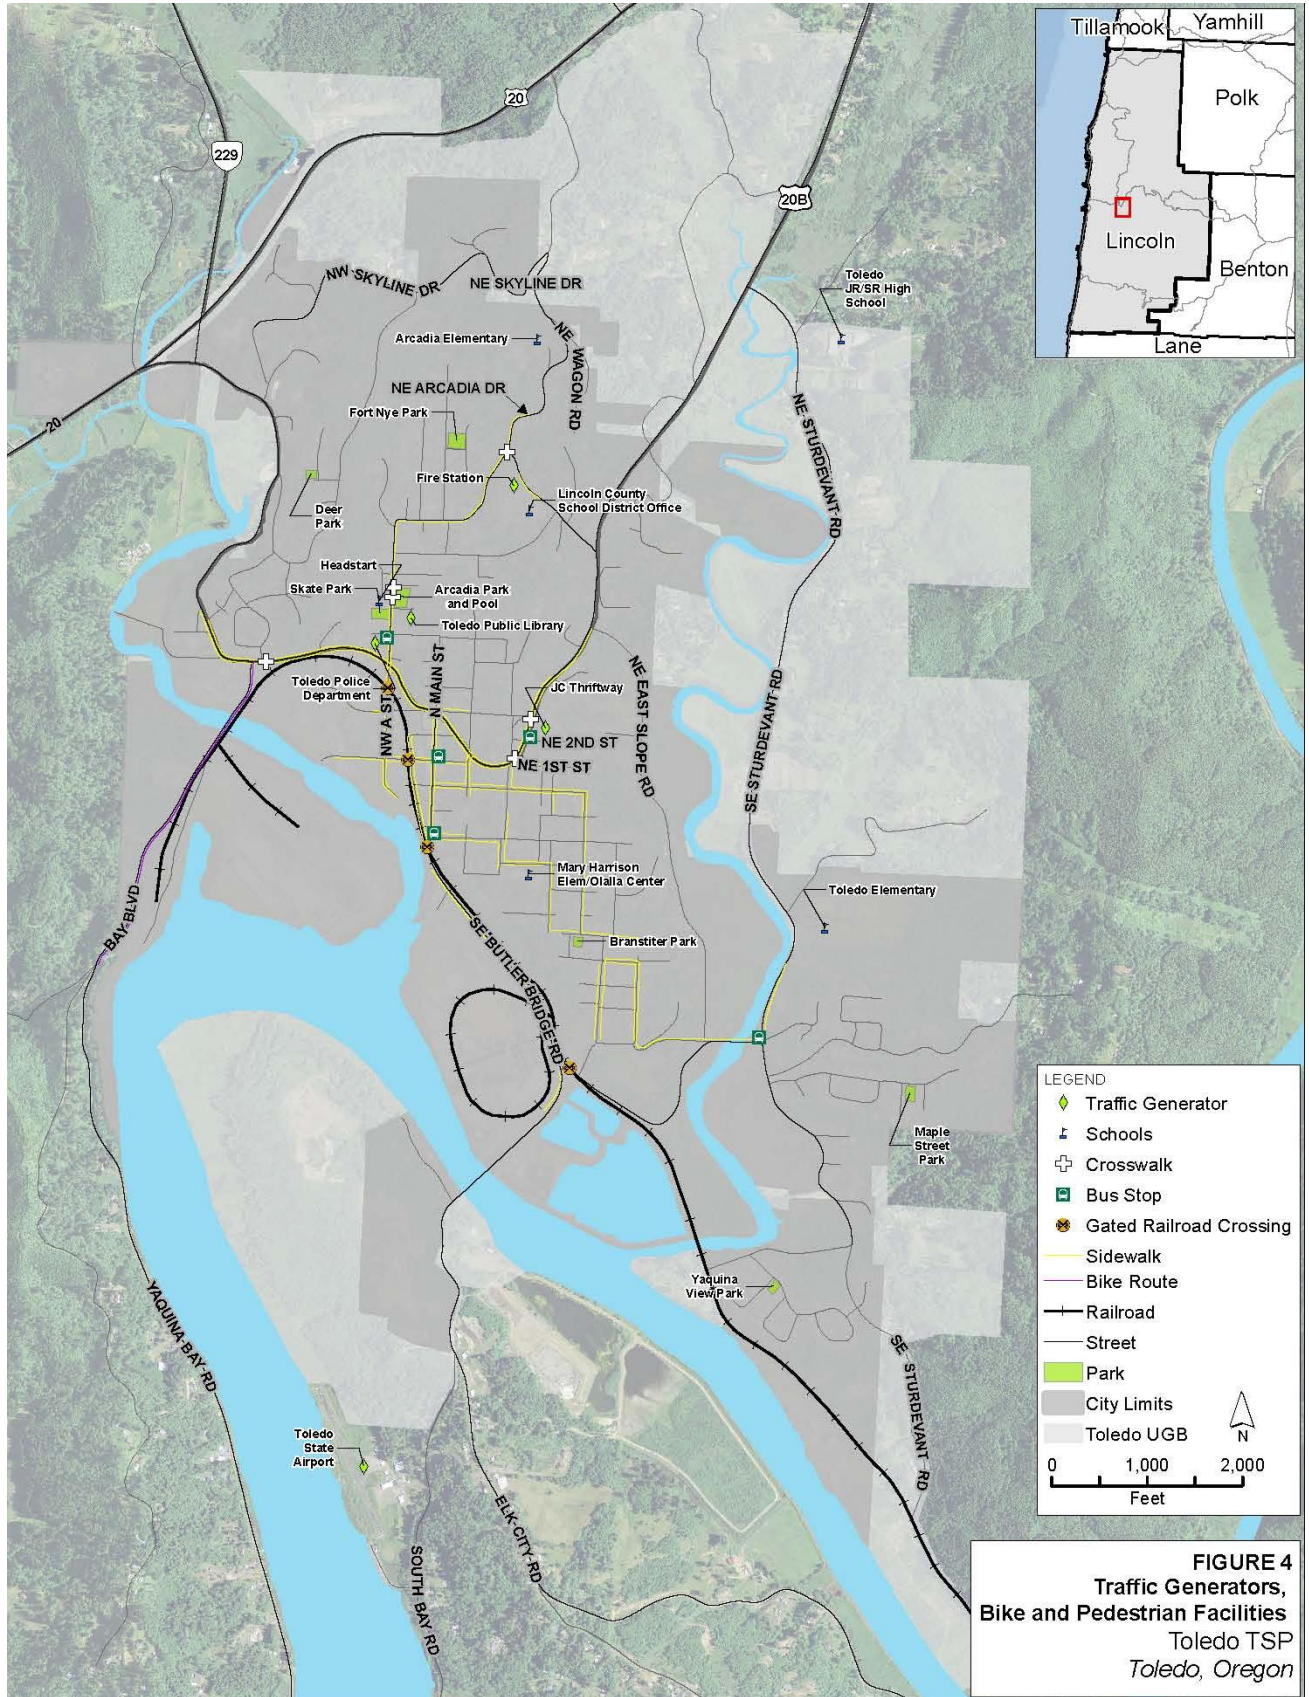 Tillamook
Yamhill
Polk
Lincoln
Benton
Lane
20
229
20B
NW SKYLINE DR
NE SKYLINE DR
Toledo
JR/SR High
School
Arcadia Elementary
NE WAGON RD
NE ARCADIA DR
Fort Nye Park
20
NE STURDEVANT RD
Fire Station
Lincoln County
School District Office
Deer
Park
Headstart
Skate Park
Arcadia Park
and Pool
Toledo Public Library
N MAIN ST
NE EAST SLOPE RD
Toledo Police
Department
JC Thriftway
NW A ST
NE 2ND ST
NE 1ST ST
SE STURDEVANT RD
Mary Harrison
Elem/Olalla Center
Toledo Elementary
BAY BLVD
SE BUTLER BRIDGE RD
Branstiter Park
Maple
Street
Park
Yaquina
View Park
YAQUINA BAY RD
SE STURDEVANT RD
Toledo
State
Airport
ELK CITY RD
SOUTH BAY RD
LEGEND
Traffic Generator
Schools
Crosswalk
Bus Stop
Gated Railroad Crossing
Sidewalk
Bike Route
Railroad
Street
Park
City Limits
Toledo UGB
N
0 1,000 2,000
Feet
FIGURE 4
Traffic Generators,
Bike and Pedestrian Facilities
Toledo TSP
Toledo, Oregon